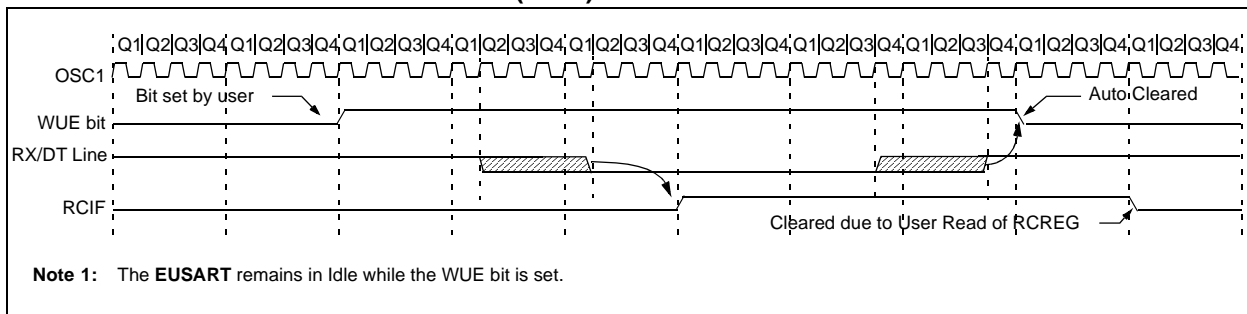 Q1 Q2 Q3 Q4 Q1 Q2 Q3 Q4 Q1 Q2 Q3 Q4 Q1 Q2 Q3 Q4 Q1 Q2 Q3 Q4 Q1 Q2 Q3 Q4 Q1 Q2 Q3 Q4 Q1 Q2 Q3 Q4 Q1 Q2 Q3 Q4 Q1 Q2 Q3 Q4
OSC1
Bit set by user
Auto Cleared
WUE bit
RX/DT Line
RCIF
Cleared due to User Read of RCREG
Note 1: The EUSART remains in Idle while the WUE bit is set.